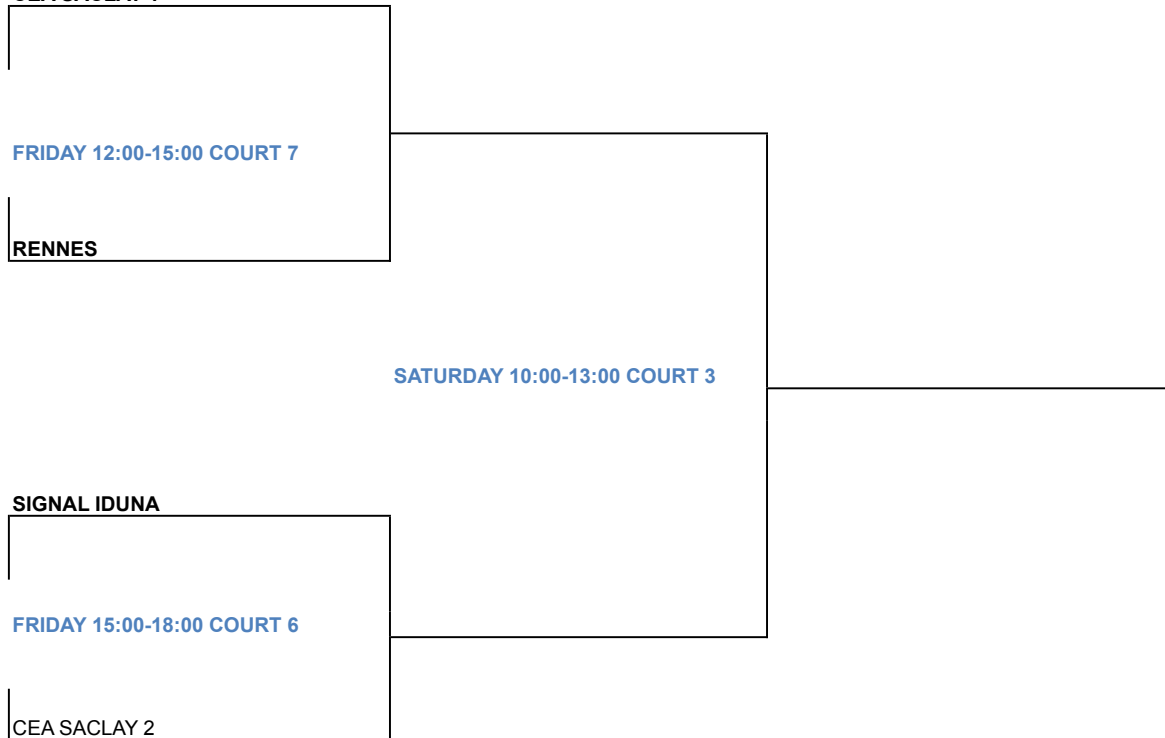 FRIDAY 12:00-15:00 COURT 7
RENNES
SATURDAY 10:00-13:00 COURT 3
SIGNAL IDUNA
FRIDAY 15:00-18:00 COURT 6
CEA SACLAY 2